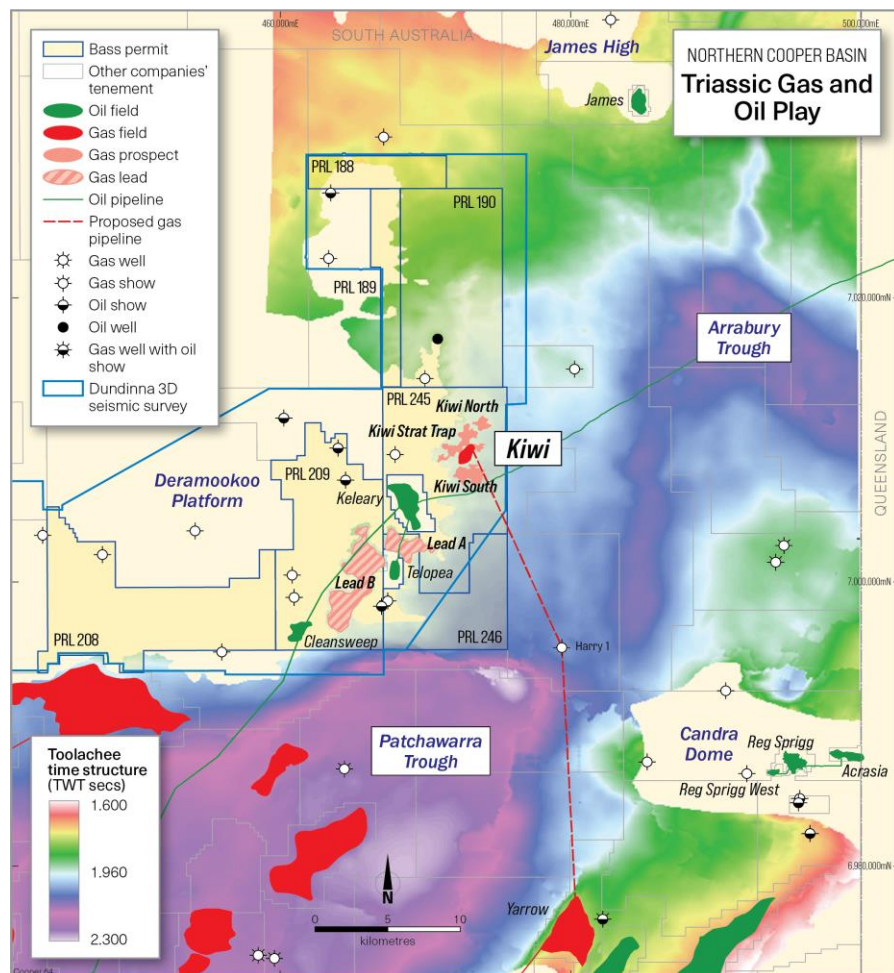 460,000mE
480,000mE
500,000mE
SOUTH AUSTRALIA
QUEENSLAND
NORTHERN COOPER BASIN
Triassic Gas and
Oil Play
Bass permit
Other companies'
tenement
Oil field
Gas field
Gas prospect
Gas lead
Oil pipeline
Proposed gas
pipeline
Gas well
Gas show
Oil show
Oil well
Gas well with oil
show
Dundinna 3D
seismic survey
James High
James
PRL 188
PRL 190
PRL 189
7,020,000mN
Arrabury
Trough
PRL 245
Kiwi North
Kiwi Strat Trap
Kiwi
Kiwi South
PRL 209
Deramookoo
Platform
Keleary
Lead A
Telopea
Lead B
7,000,000mN
Cleansweep
PRL 208
PRL 246
Harry 1
Patchawarra
Trough
Candra
Dome
Reg Sprigg
Acrasia
Reg Sprigg West
Toolachee
time structure
(TWT secs)
1.600
1.960
2.300
6,980,000mN
N
0
5
10
kilometres
Yarrow
Cooper 64